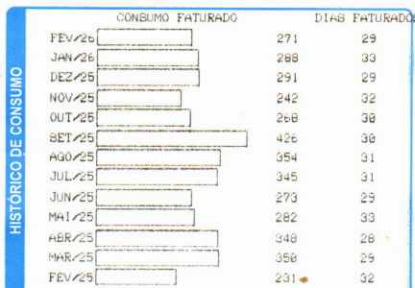 HISTÓRICO DE CONSUMO
CONSUMO FATURADO DIAS FATURADO
FEV/26 271 29
JAN/26 288 33
DEZ/25 291 29
NOV/25 242 32
OUT/25 268 30
SET/25 426 30
AGO/25 354 31
JUL/25 345 31
JUN/25 273 29
MAI/25 282 33
ABR/25 348 28
MAR/25 350 29
FEV/25 231 32